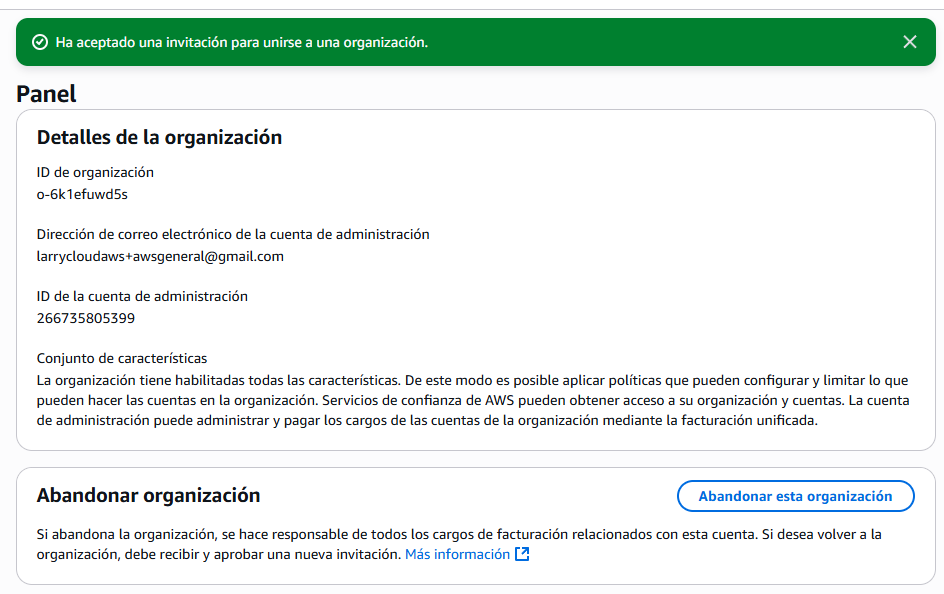 Ha aceptado una invitación para unirse a una organización.
Panel
Detalles de la organización
ID de organización
o-6k1efuwd5s
Dirección de correo electrónico de la cuenta de administración
larrycloudaws+awsgeneral@gmail.com
ID de la cuenta de administración
266735805399
Conjunto de características
La organización tiene habilitadas todas las características. De este modo es posible aplicar políticas que pueden configurar y limitar lo que
pueden hacer las cuentas en la organización. Servicios de confianza de AWS pueden obtener acceso a su organización y cuentas. La cuenta
de administración puede administrar y pagar los cargos de las cuentas de la organización mediante la facturación unificada.
Abandonar organización
Abandonar esta organización
Si abandona la organización, se hace responsable de todos los cargos de facturación relacionados con esta cuenta. Si desea volver a la
organización, debe recibir y aprobar una nueva invitación. Más información